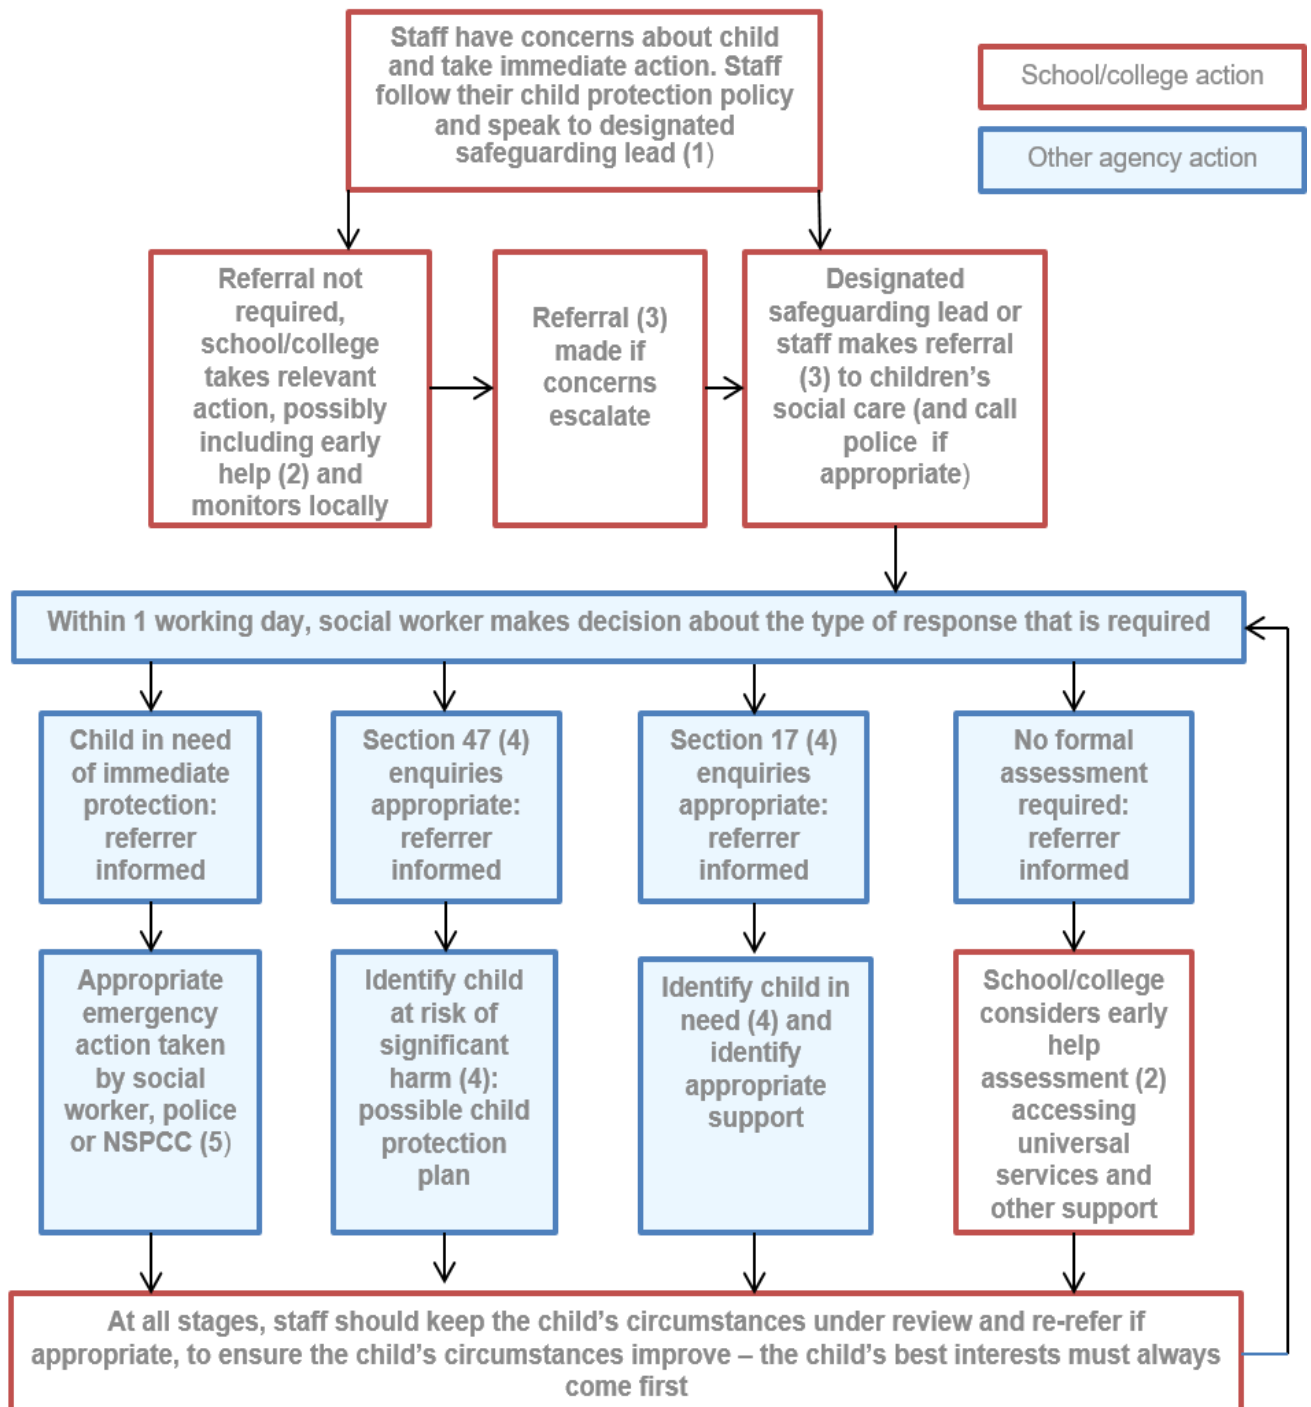 Staff have concerns about child
and take immediate action. Staff
follow their child protection policy
and speak to designated
safeguarding lead (1)
School/college action
Other agency action
Referral not
required,
school/college
takes relevant
action, possibly
including early
help (2) and
monitors locally
Referral (3)
made if
concerns
escalate
Designated
safeguarding lead or
staff makes referral
(3) to children’s
social care (and call
police if
appropriate)
Within 1 working day, social worker makes decision about the type of response that is required
Child in need
of immediate
protection:
referrer
informed
Section 47 (4)
enquiries
appropriate:
referrer
informed
Section 17 (4)
enquiries
appropriate:
referrer
informed
No formal
assessment
required:
referrer
informed
Appropriate
emergency
action taken
by social
worker, police
or NSPCC (5)
Identify child
at risk of
significant
harm (4):
possible child
protection
plan
Identify child in
need (4) and
identify
appropriate
support
School/college
considers early
help
assessment (2)
accessing
universal
services and
other support
At all stages, staff should keep the child’s circumstances under review and re-refer if
appropriate, to ensure the child’s circumstances improve – the child’s best interests must always
come first